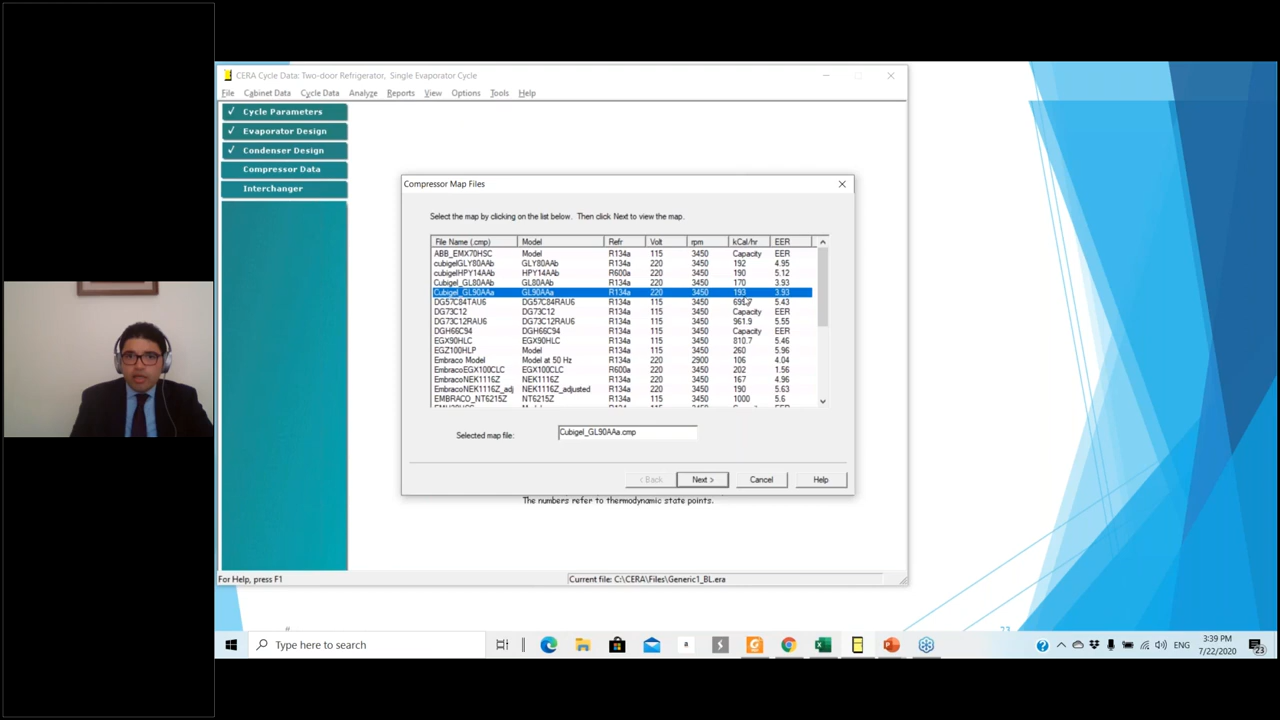 CERA Cycle Data: Two-door Refrigerator, Single Evaporator Cycle
File Cabinet Data Cycle Data Analyze Reports View Options Tools Help
✓ Cycle Parameters
✓ Evaporator Design
✓ Condenser Design
Compressor Data
Interchanger
Compressor Map Files
Select the map by clicking on the list below. Then click Next to view the map.
File Name (.cmp) Model Refr Volt rpm kCal/hr EER
ABB_EMX70HSC Model R134a 115 3450 Capacity EER
cubigelGLY80AAb GLY80AAb R134a 220 3450 192 4.95
cubigelHPY14AAb HPY14AAb R600a 220 3450 190 5.12
Cubigel_GL80AAb GL80AAb R134a 220 3450 170 3.93
Cubigel_GL90AAa GL90AAa R134a 220 3450 193 3.93
DG57C84TAU6 DG57C84RAU6 R134a 115 3450 5.43
DG73C12 DG73C12 R134a 115 3450 Capacity EER
DG73C12RAU6 DG73C12RAU6 R134a 115 3450 961.9 5.55
DGH66C94 DGH66C94 R134a 115 3450 Capacity EER
EGX90HLC EGX90HLC R134a 115 3450 810.7 5.46
EGZ100HLP Model R134a 115 3450 260 5.96
Embraco Model Model at 50 Hz R134a 220 2900 106 4.04
EmbracoEGX100CLC EGX100CLC R600a 220 3450 202 1.56
EmbracoNEK1116Z NEK1116Z R134a 220 3450 167 4.96
EmbracoNEK1116Z_adj NEK1116Z_adjusted R134a 220 3450 190 5.63
EMBRACO_NT6215Z NT6215Z R134a 220 3450 1000 5.6
Selected map file: Cubigel_GL90AAa.cmp
< Back Next > Cancel Help
The numbers refer to thermodynamic state points.
For Help, press F1 Current file: C:\CERA\Files\Generic1_BL.era
23
Type here to search
ENG
3:39 PM
7/22/2020
23